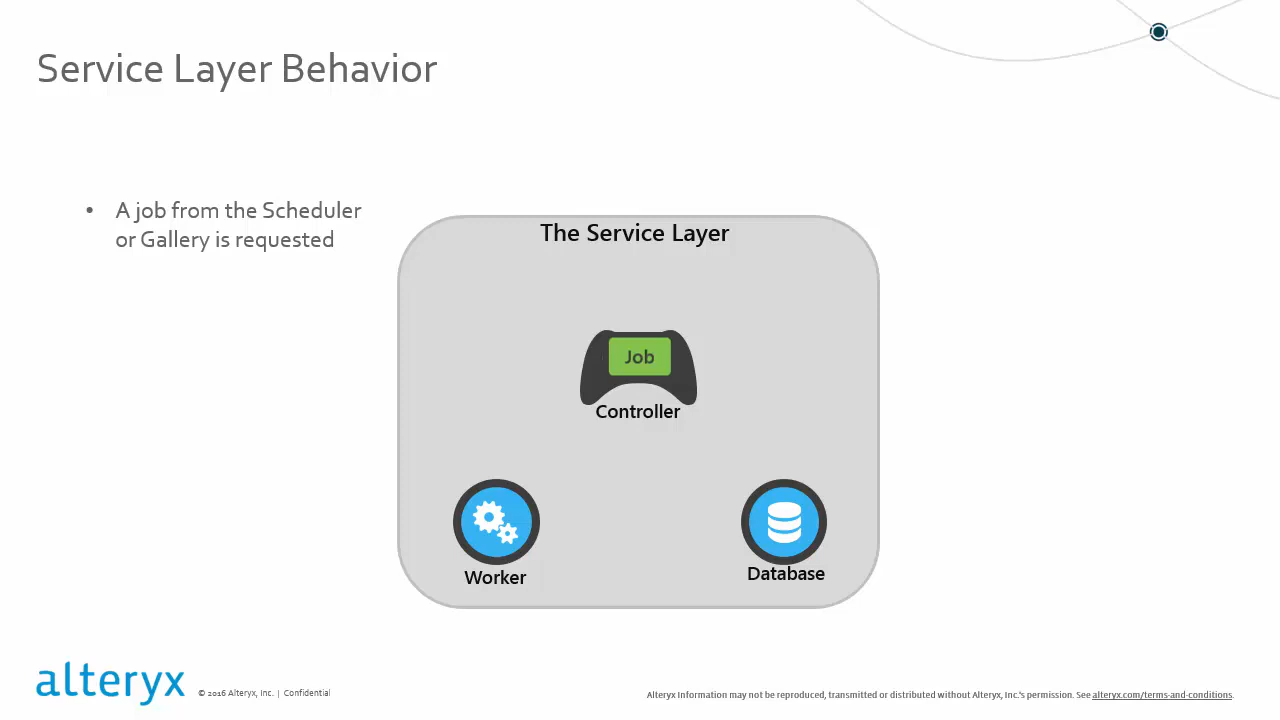 Service Layer Behavior
• A job from the Scheduler
or Gallery is requested
The Service Layer
Job
Controller
Worker
Database
alteryx
© 2016 Alteryx, Inc. | Confidential
Alteryx Information may not be reproduced, transmitted or distributed without Alteryx, Inc.'s permission. See alteryx.com/terms-and-conditions.